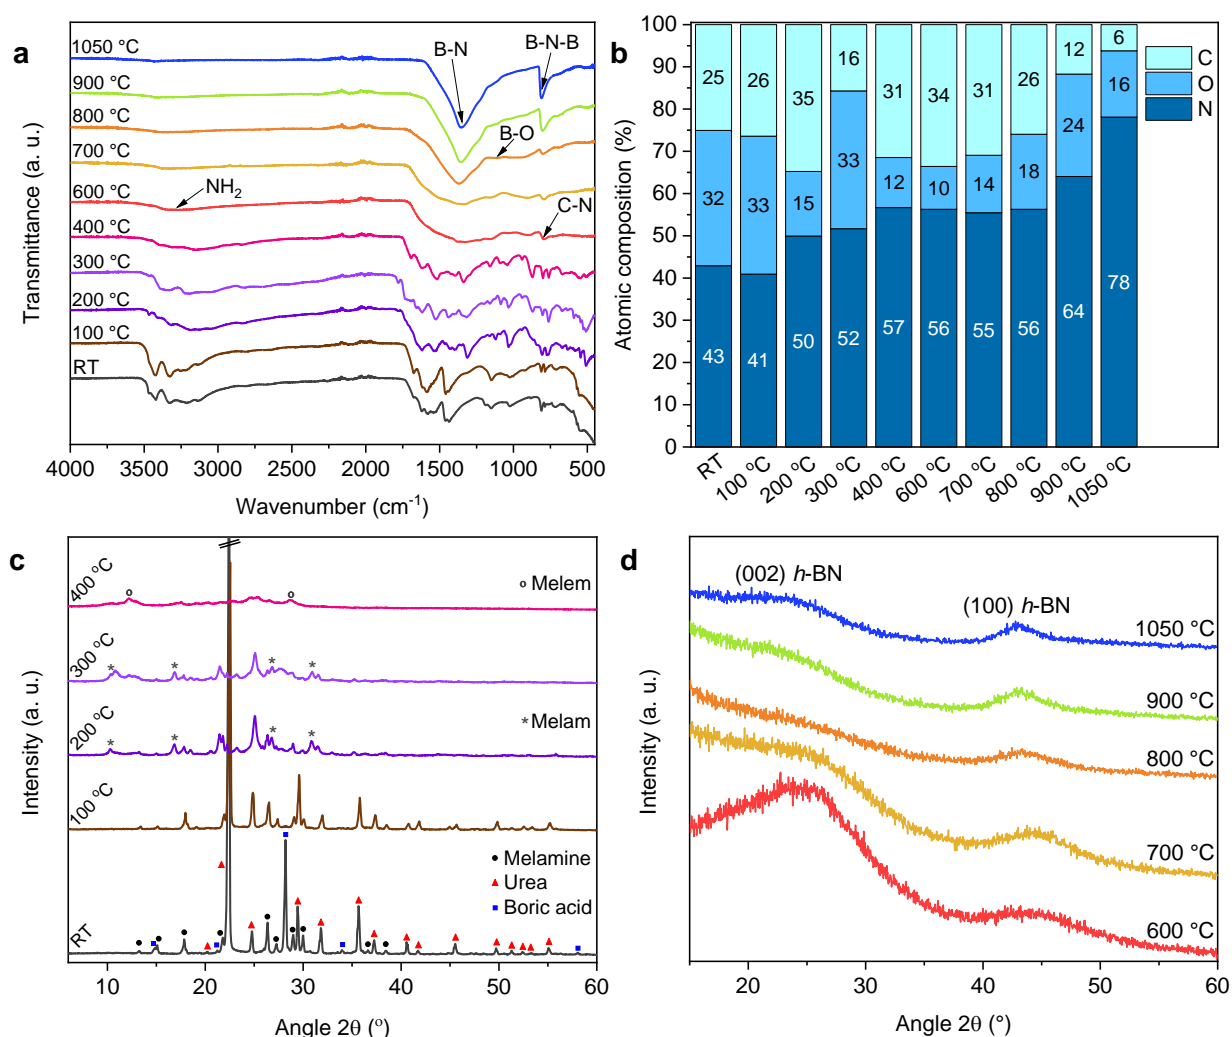 a
1050 °C
900 °C
800 °C
700 °C
600 °C
400 °C
300 °C
200 °C
100 °C
RT
B-N
B-N-B
B-O
NH2
C-N
Transmittance (a. u.)
4000 3500 3000 2500 2000 1500 1000 500
Wavenumber (cm-1)
b
Atomic composition (%)
100
90
80
70
60
50
40
30
20
10
0
25 26 35 16 31 34 31 26 12 6
32 33 15 33 12 10 14 18 24 16
43 41 50 52 57 56 55 56 64 78
C
O
N
RT 100 °C 200 °C 300 °C 400 °C 600 °C 700 °C 800 °C 900 °C 1050 °C
c
400 °C
300 °C
200 °C
100 °C
RT
o Melem
* Melam
Melamine
Urea
Boric acid
Intensity (a. u.)
10 20 30 40 50 60
Angle 2θ (°)
d
(002) h-BN
(100) h-BN
1050 °C
900 °C
800 °C
700 °C
600 °C
Intensity (a. u.)
20 30 40 50 60
Angle 2θ (°)